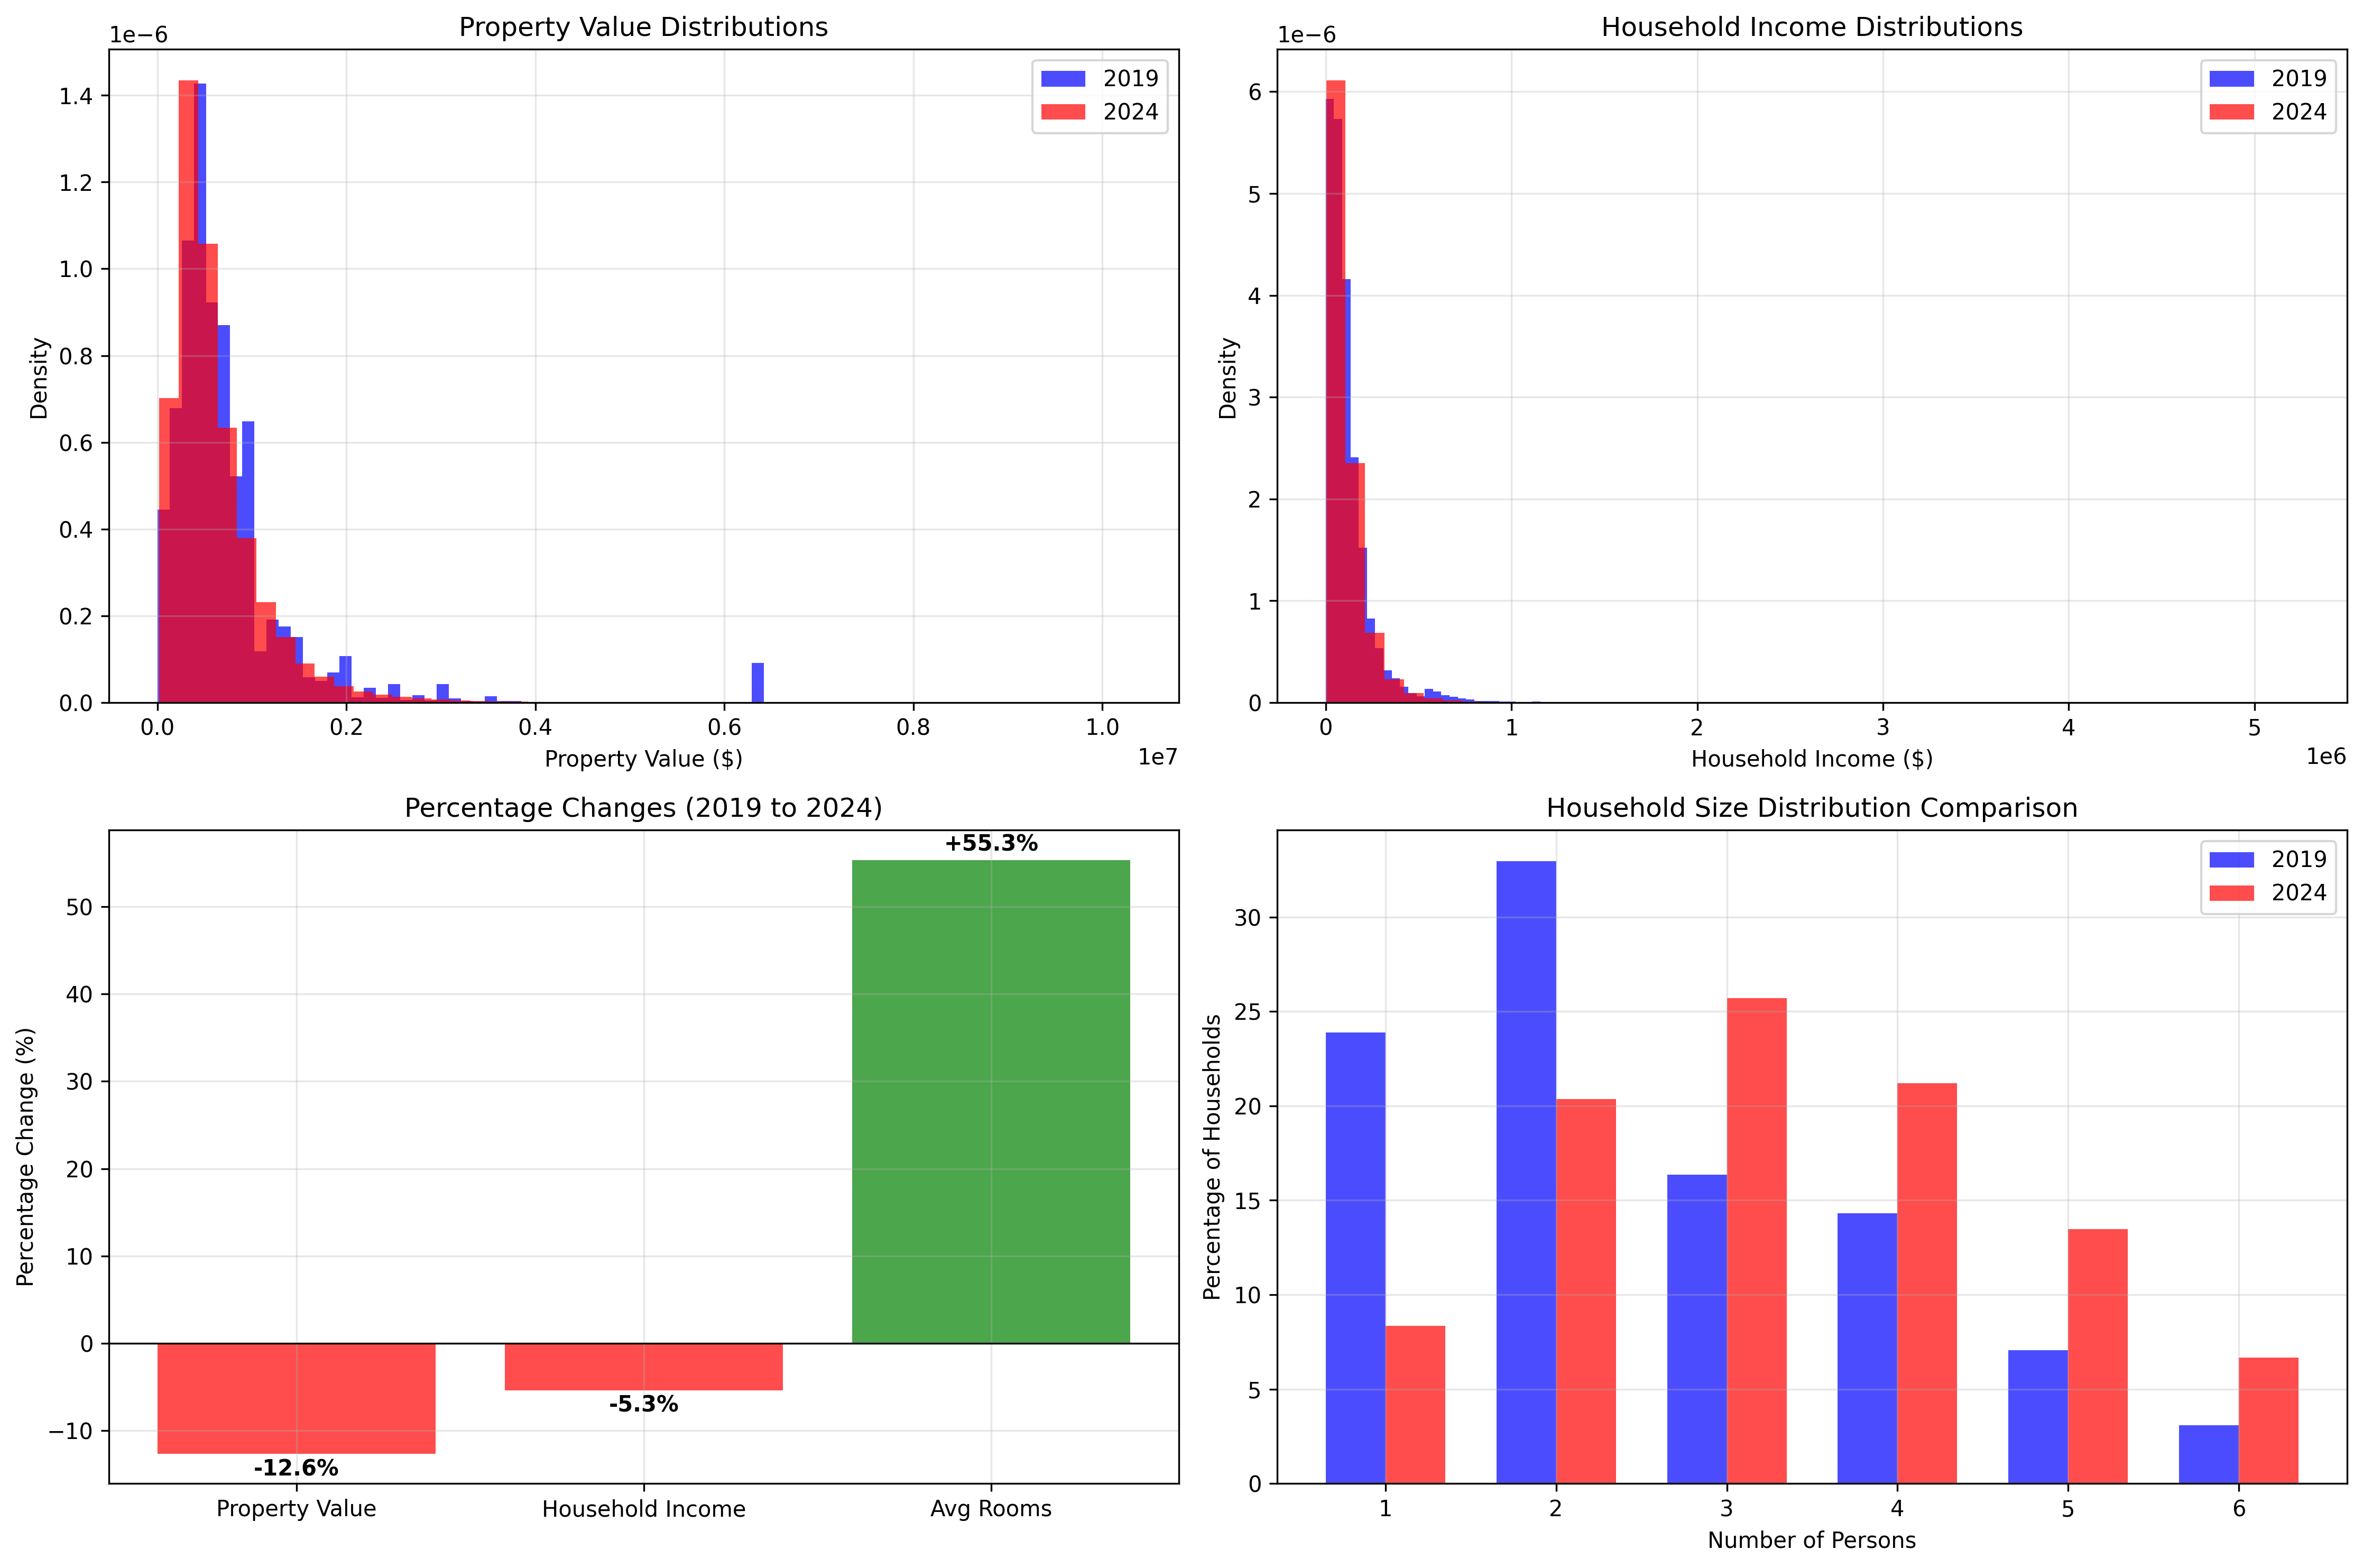 Property Value Distributions
1e−6
2019
2024
1.4
1.2
1.0
0.8
0.6
0.4
0.2
0.0
Density
0.0 0.2 0.4 0.6 0.8 1.0
1e7
Property Value ($)
Household Income Distributions
1e−6
2019
2024
6
5
4
3
2
1
0
Density
0 1 2 3 4 5
1e6
Household Income ($)
Percentage Changes (2019 to 2024)
+55.3%
50
40
30
20
10
0
−10
Percentage Change (%)
-5.3%
-12.6%
Property Value Household Income Avg Rooms
Household Size Distribution Comparison
2019
2024
30
25
20
15
10
5
0
Percentage of Households
1 2 3 4 5 6
Number of Persons